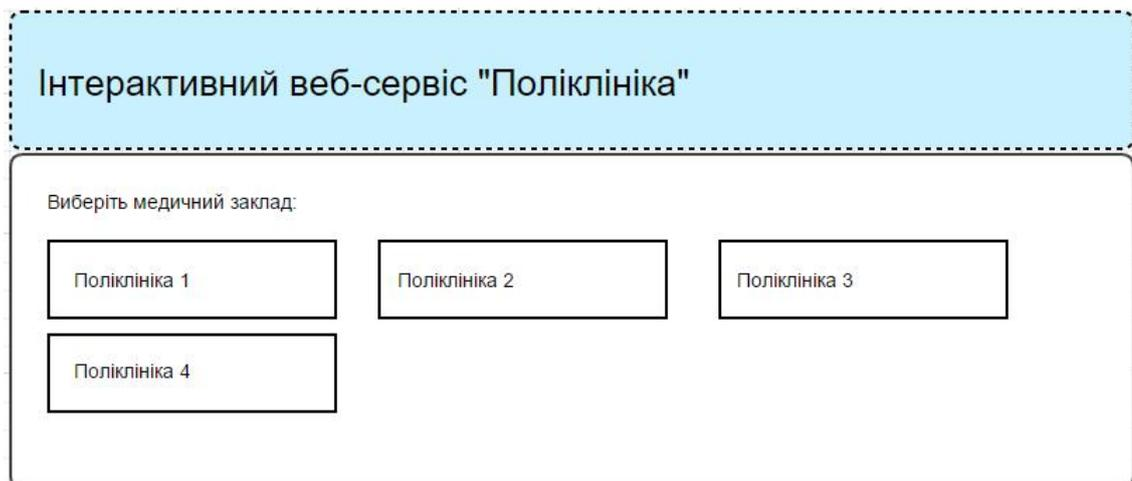 Інтерактивний веб-сервіс "Поліклініка"
Виберіть медичний заклад:
Поліклініка 1
Поліклініка 2
Поліклініка 3
Поліклініка 4